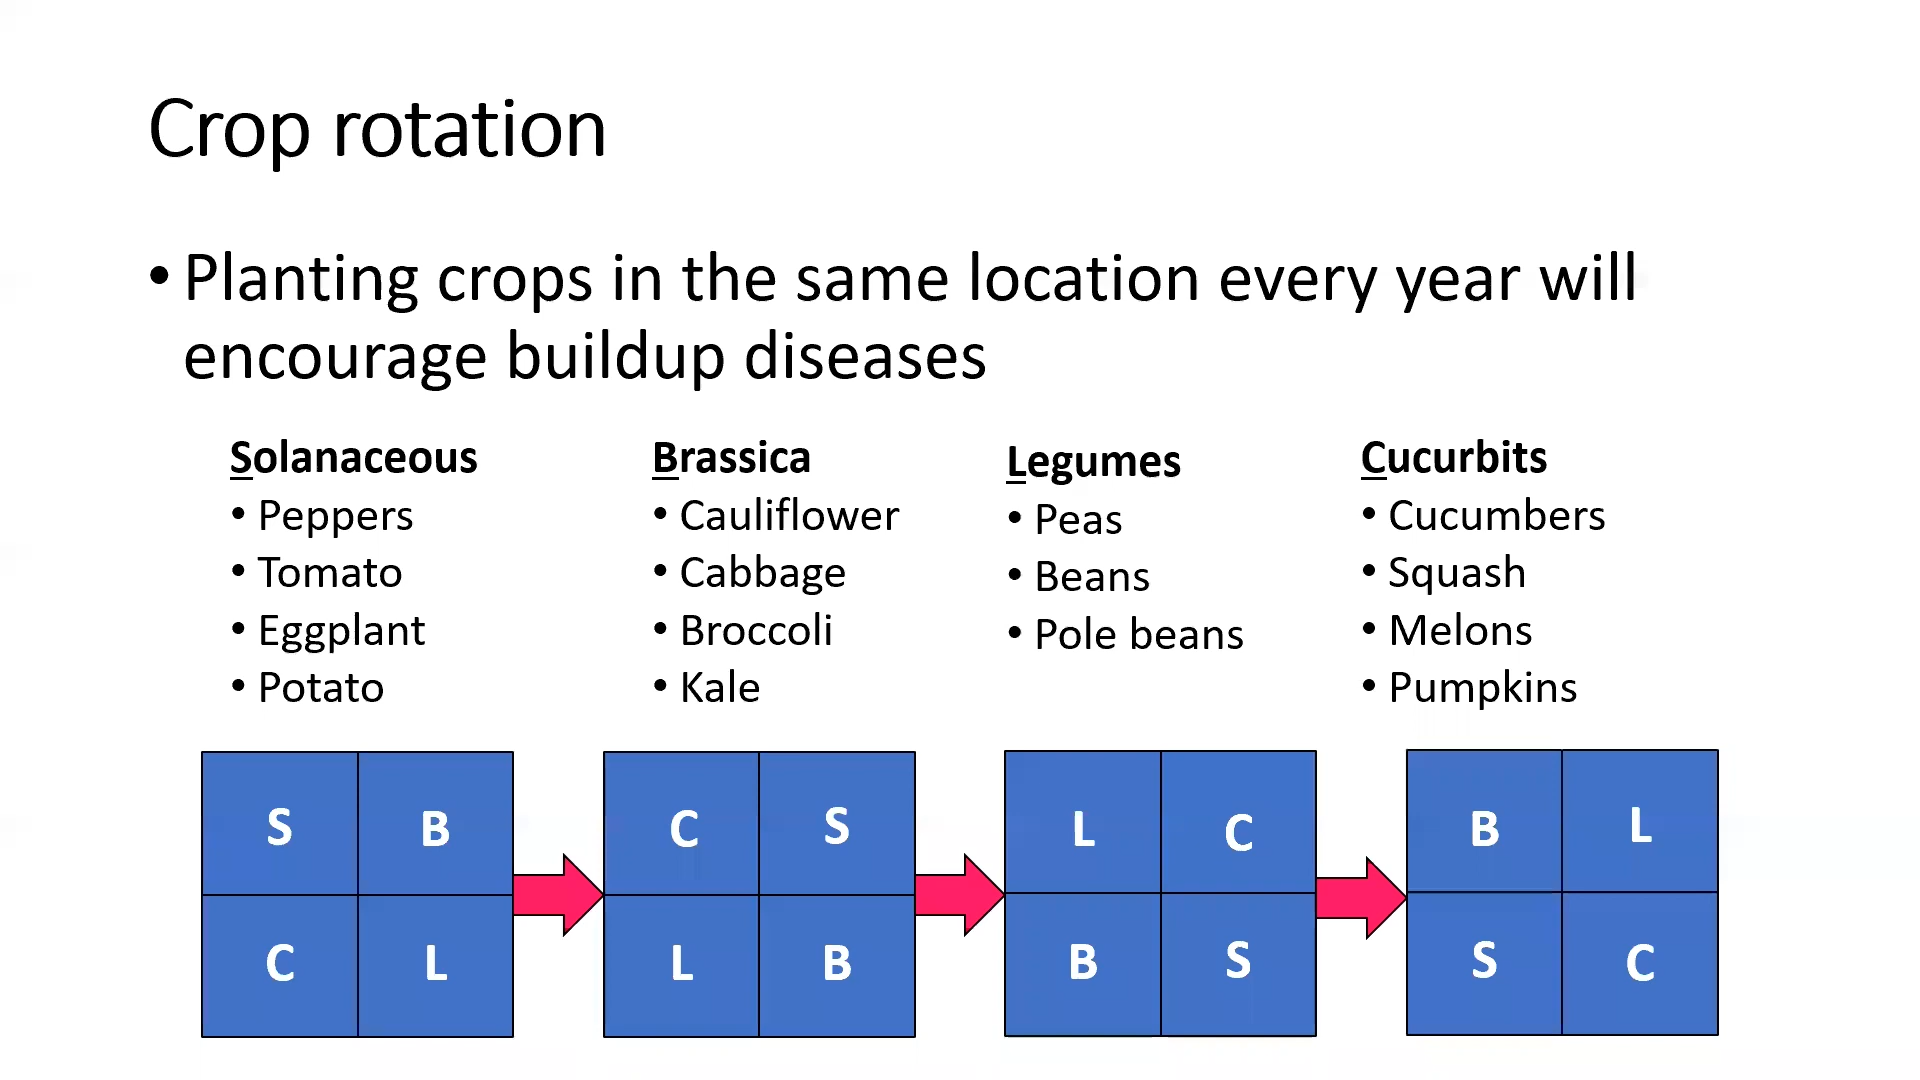 Crop rotation
• Planting crops in the same location every year will
encourage buildup diseases
Solanaceous
• Peppers
• Tomato
• Eggplant
• Potato
Brassica
• Cauliflower
• Cabbage
• Broccoli
• Kale
Legumes
• Peas
• Beans
• Pole beans
Cucurbits
• Cucumbers
• Squash
• Melons
• Pumpkins
S B
C L
C S
L B
L C
B S
B L
S C